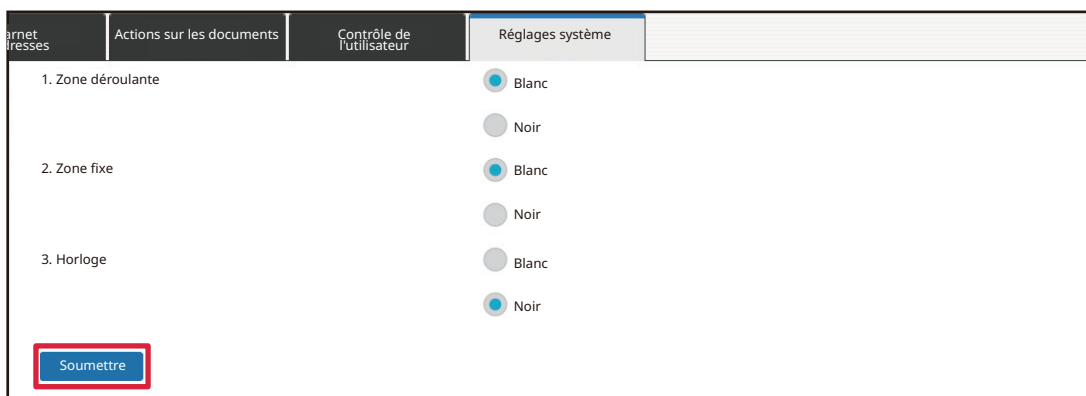 arnet
dresses
Actions sur les documents
Contrôle de
l'utilisateur
Réglages système
1. Zone déroulante
Blanc
Noir
2. Zone fixe
Blanc
Noir
3. Horloge
Blanc
Noir
Soumettre